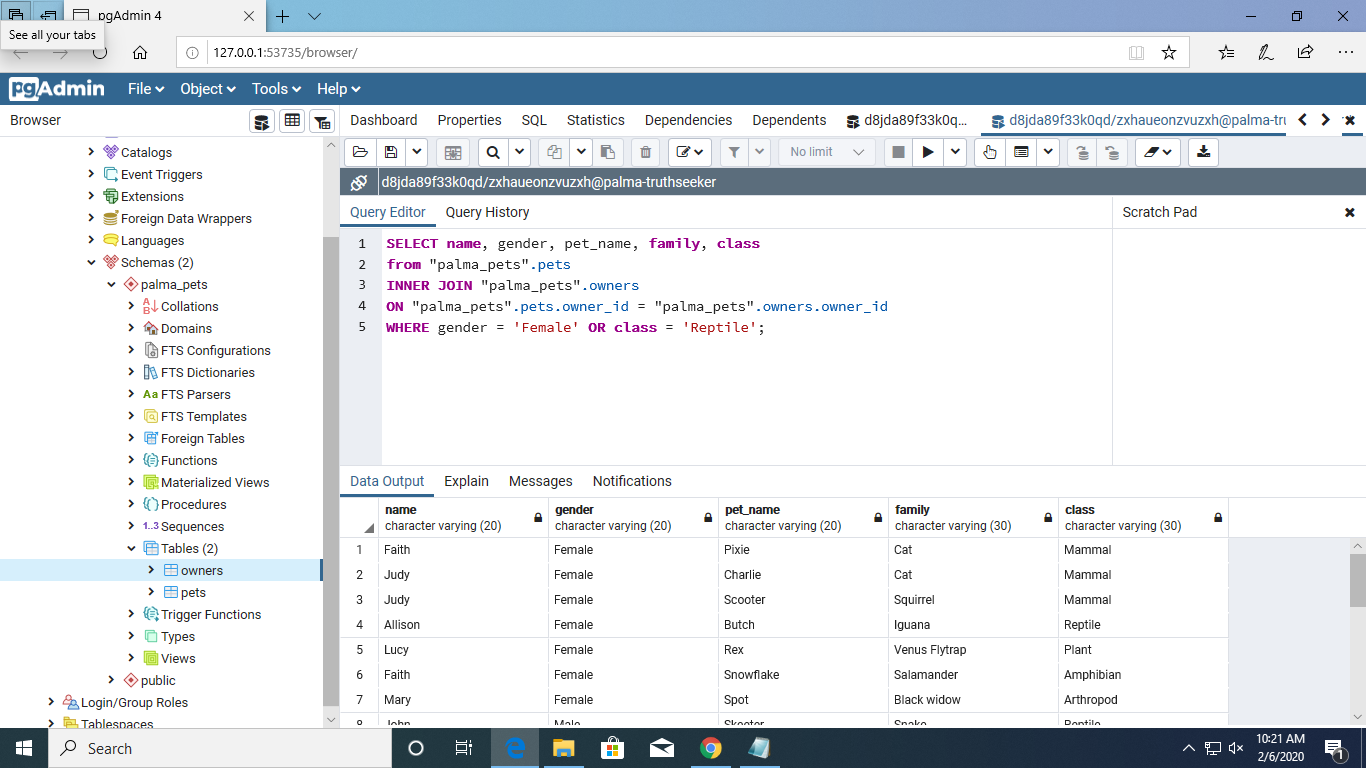 pgAdmin 4
See all your tabs
127.0.0.1:53735/browser/
pgAdmin File Object Tools Help
Browser
Dashboard Properties SQL Statistics Dependencies Dependents d8jda89f33k0q... d8jda89f33k0qd/zxhaueonzvuzxh@palma-tru
No limit
d8jda89f33k0qd/zxhaueonzvuzxh@palma-truthseeker
Query Editor Query History Scratch Pad
1 SELECT name, gender, pet_name, family, class
2 from "palma_pets".pets
3 INNER JOIN "palma_pets".owners
4 ON "palma_pets".pets.owner_id = "palma_pets".owners.owner_id
5 WHERE gender = 'Female' OR class = 'Reptile';
Catalogs
Event Triggers
Extensions
Foreign Data Wrappers
Languages
Schemas (2)
palma_pets
Collations
Domains
FTS Configurations
FTS Dictionaries
FTS Parsers
FTS Templates
Foreign Tables
Functions
Materialized Views
Procedures
1..3 Sequences
Tables (2)
owners
pets
Trigger Functions
Types
Views
public
Login/Group Roles
Tablespaces
Data Output Explain Messages Notifications
name gender pet_name family class
character varying (20) character varying (20) character varying (20) character varying (30) character varying (30)
1 Faith Female Pixie Cat Mammal
2 Judy Female Charlie Cat Mammal
3 Judy Female Scooter Squirrel Mammal
4 Allison Female Butch Iguana Reptile
5 Lucy Female Rex Venus Flytrap Plant
6 Faith Female Snowflake Salamander Amphibian
7 Mary Female Spot Black widow Arthropod
8 John Male Skeeter Snake Reptile
Search
10:21 AM
2/6/2020
1